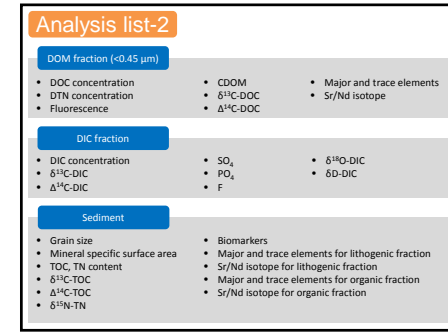 Analysis list-2
DOM fraction (<0.45 µm)
• DOC concentration
• DTN concentration
• Fluorescence
• CDOM
• δ¹³C-DOC
• Δ¹⁴C-DOC
• Major and trace elements
• Sr/Nd isotope
DIC fraction
• DIC concentration
• δ¹³C-DIC
• Δ¹⁴C-DIC
• SO₄
• PO₄
• F
• δ¹⁸O-DIC
• δD-DIC
Sediment
• Grain size
• Mineral specific surface area
• TOC, TN content
• δ¹³C-TOC
• Δ¹⁴C-TOC
• δ¹⁵N-TN
• Biomarkers
• Major and trace elements for lithogenic fraction
• Sr/Nd isotope for lithogenic fraction
• Major and trace elements for organic fraction
• Sr/Nd isotope for organic fraction